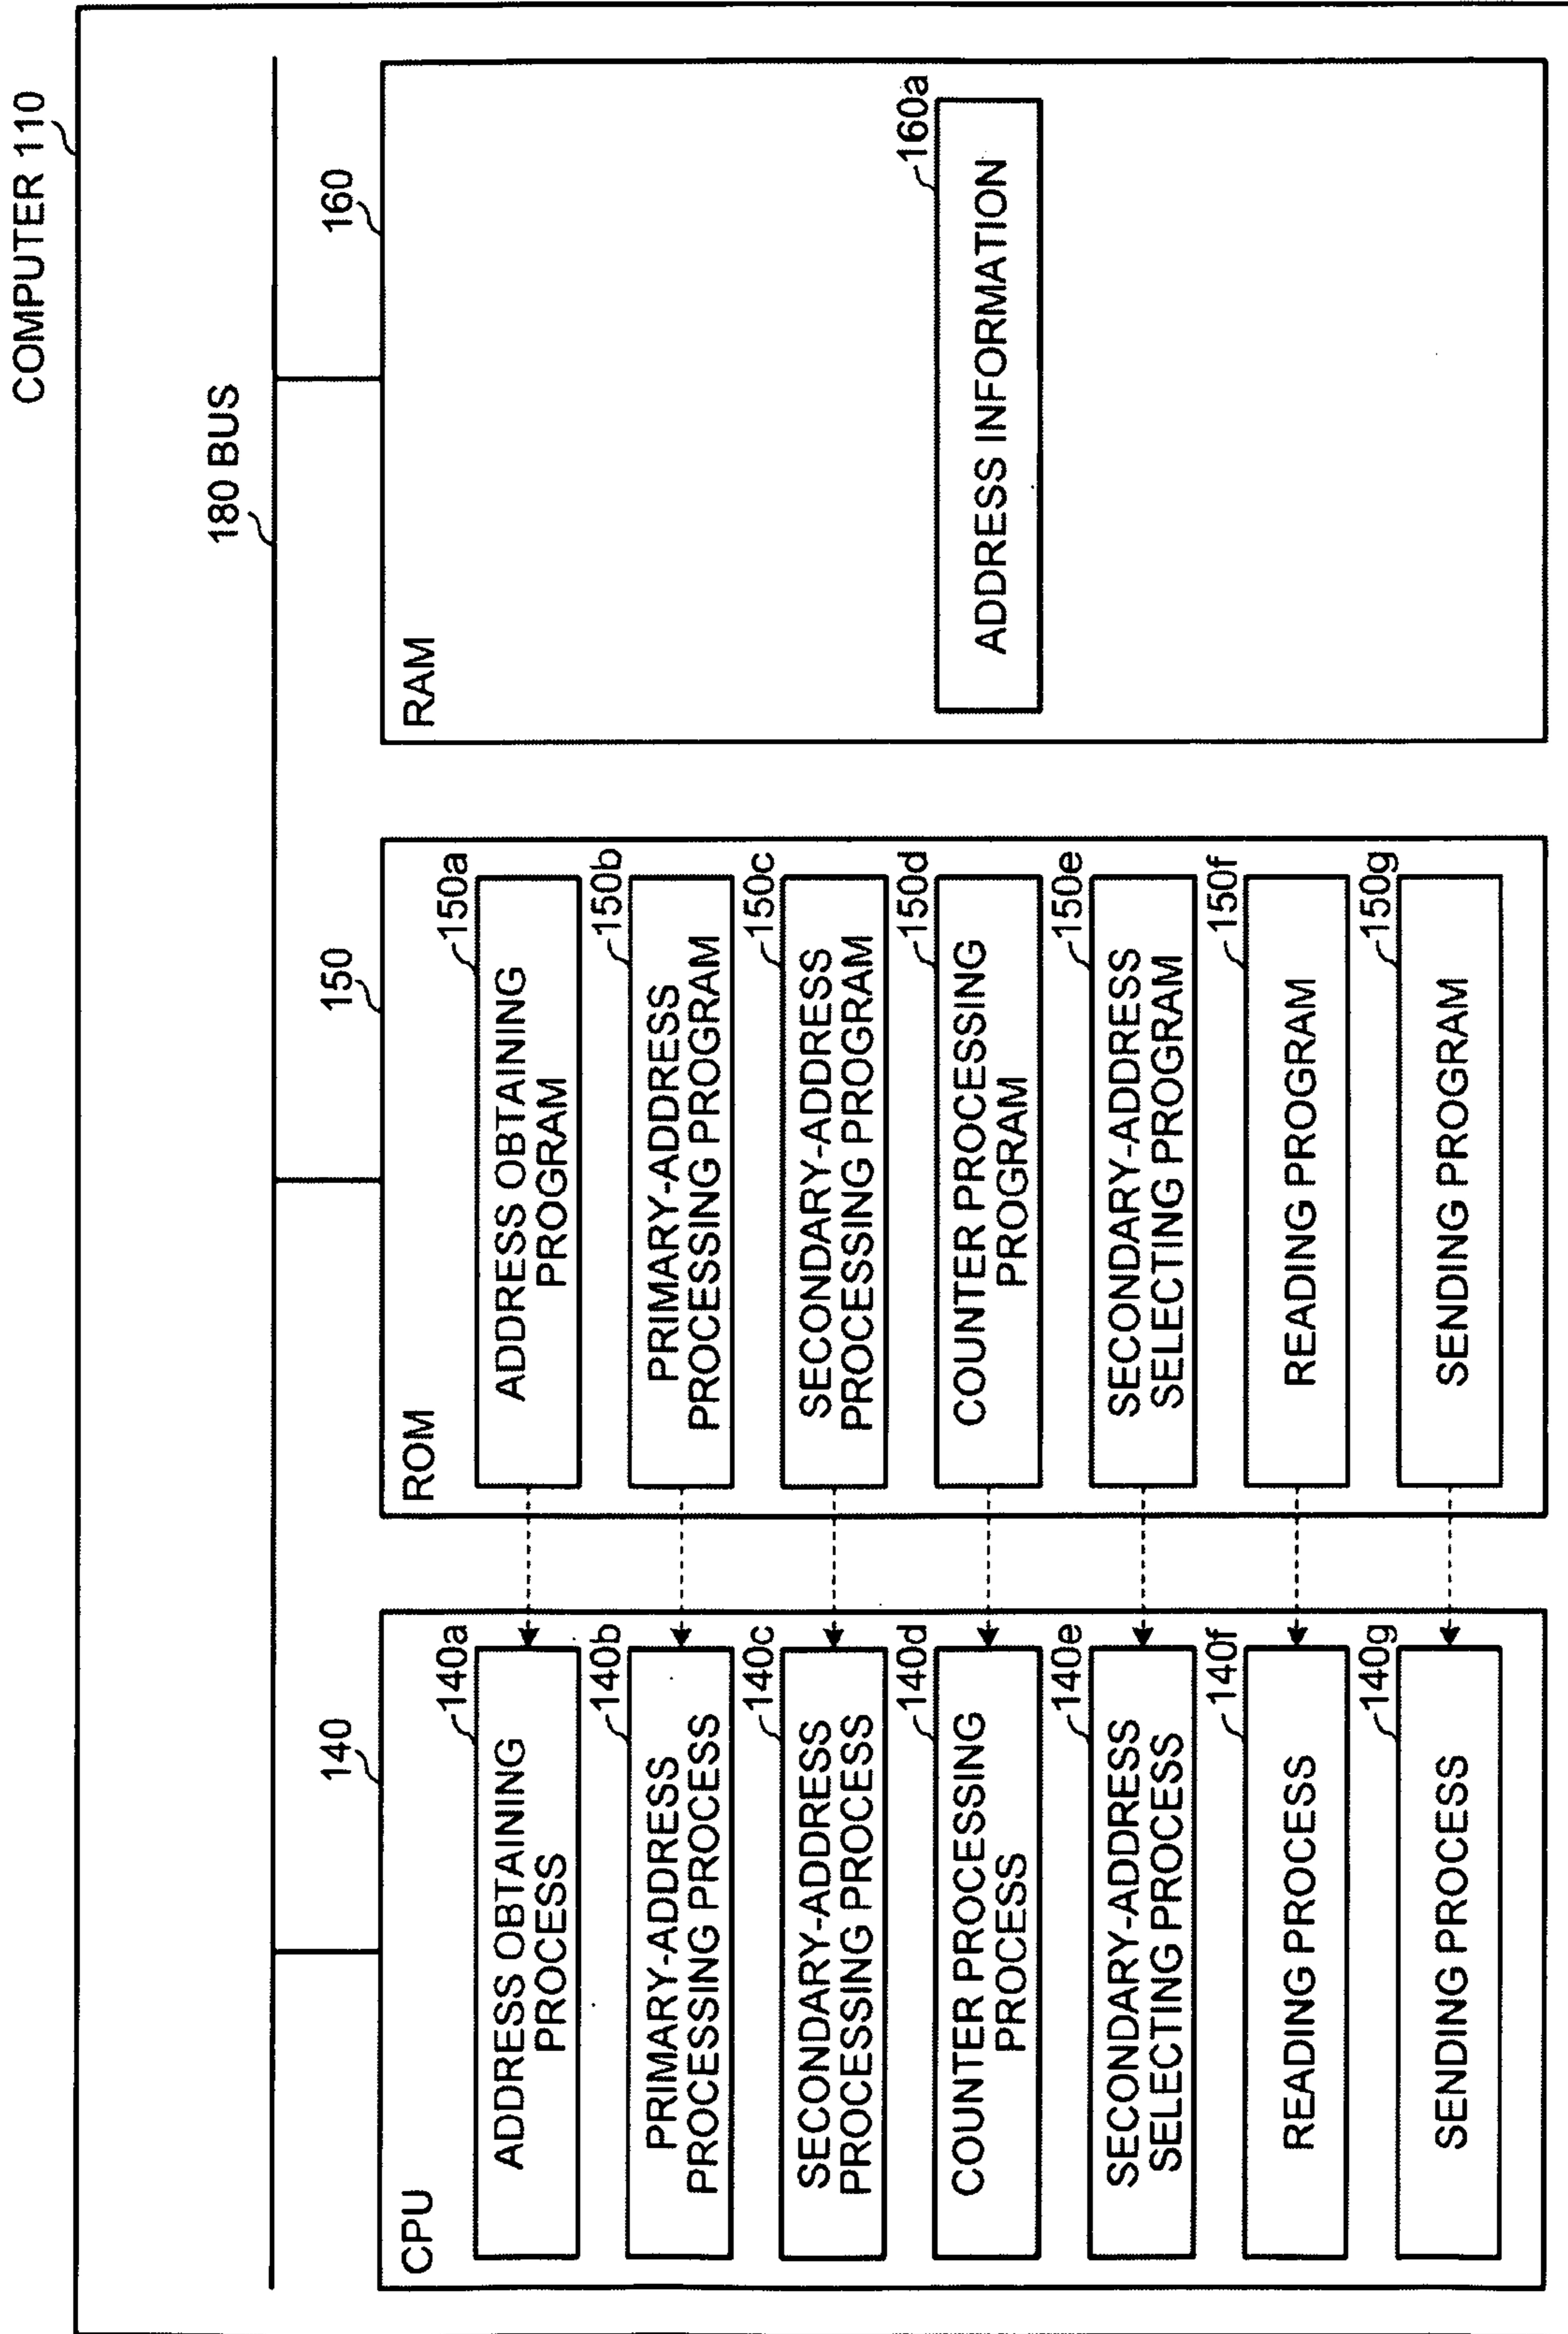 COMPUTER 110
180 BUS
140
CPU
140a
ADDRESS OBTAINING
PROCESS
140b
PRIMARY-ADDRESS
PROCESSING PROCESS
140c
SECONDARY-ADDRESS
PROCESSING PROCESS
140d
COUNTER PROCESSING
PROCESS
140e
SECONDARY-ADDRESS
SELECTING PROCESS
140f
READING PROCESS
140g
SENDING PROCESS
150
ROM
150a
ADDRESS OBTAINING
PROGRAM
150b
PRIMARY-ADDRESS
PROCESSING PROGRAM
150c
SECONDARY-ADDRESS
PROCESSING PROGRAM
150d
COUNTER PROCESSING
PROGRAM
150e
SECONDARY-ADDRESS
SELECTING PROGRAM
150f
READING PROGRAM
150g
SENDING PROGRAM
160
RAM
160a
ADDRESS INFORMATION